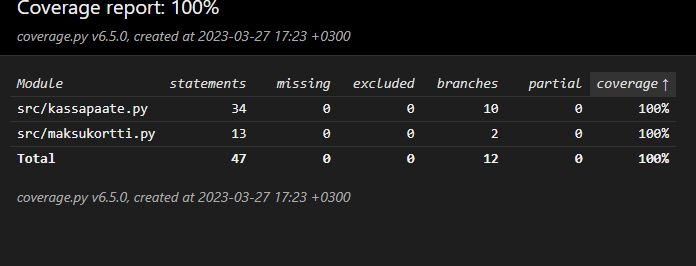 Coverage report: 100%
coverage.py v6.5.0, created at 2023-03-27 17:23 +0300
Module statements missing excluded branches partial coverage ↑
src/kassapaate.py 34 0 0 10 0 100%
src/maksukortti.py 13 0 0 2 0 100%
Total 47 0 0 12 0 100%
coverage.py v6.5.0, created at 2023-03-27 17:23 +0300